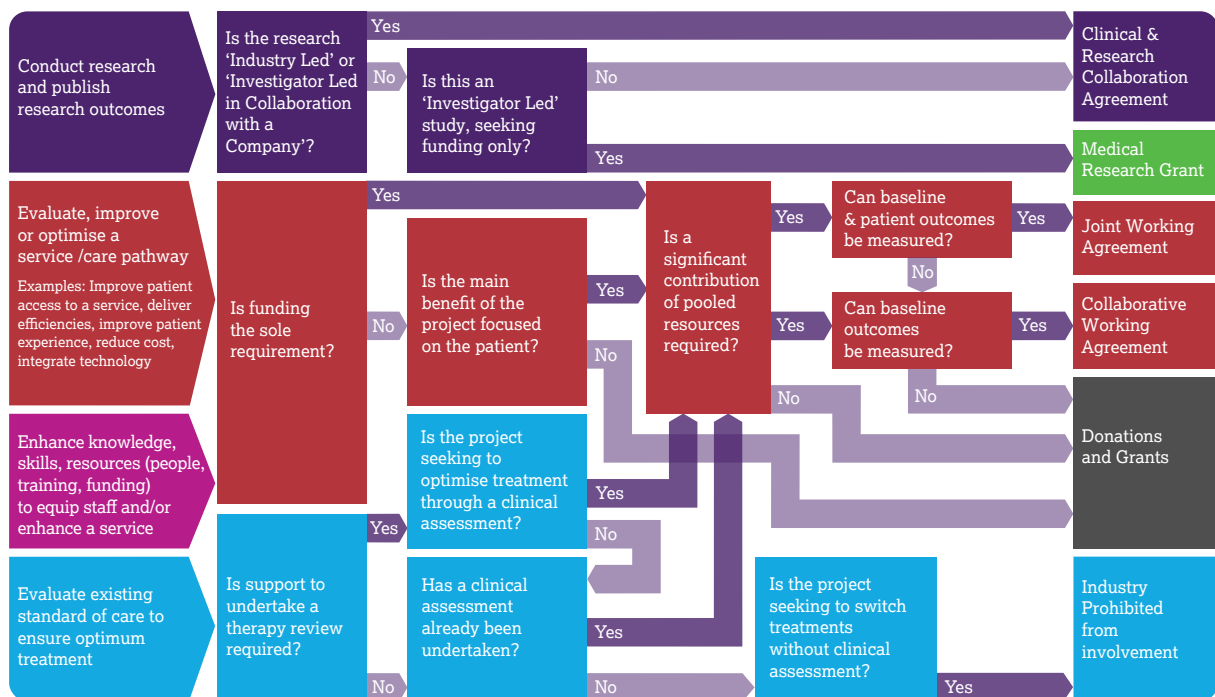 Conduct research
and publish
research outcomes
Is the research
‘Industry Led’ or
‘Investigator Led
in Collaboration
with a
Company’?
Yes
No
Is this an
‘Investigator Led’
study, seeking
funding only?
No
Yes
Clinical &
Research
Collaboration
Agreement
Medical
Research Grant
Evaluate, improve
or optimise a
service /care pathway
Examples: Improve patient
access to a service, deliver
efficiencies, improve patient
experience, reduce cost,
integrate technology
Is funding
the sole
requirement?
Yes
No
Is the main
benefit of the
project focused
on the patient?
Yes
No
Is a
significant
contribution
of pooled
resources
required?
Yes
Yes
No
Can baseline
& patient outcomes
be measured?
Yes
No
Can baseline
outcomes
be measured?
Yes
No
Joint Working
Agreement
Collaborative
Working
Agreement
Donations
and Grants
Enhance knowledge,
skills, resources (people,
training, funding)
to equip staff and/or
enhance a service
Is the project
seeking to
optimise treatment
through a clinical
assessment?
Yes
No
Evaluate existing
standard of care to
ensure optimum
treatment
Is support to
undertake a
therapy review
required?
Yes
No
Has a clinical
assessment
already been
undertaken?
Yes
No
Is the project
seeking to switch
treatments
without clinical
assessment?
Yes
Industry
Prohibited
from
involvement